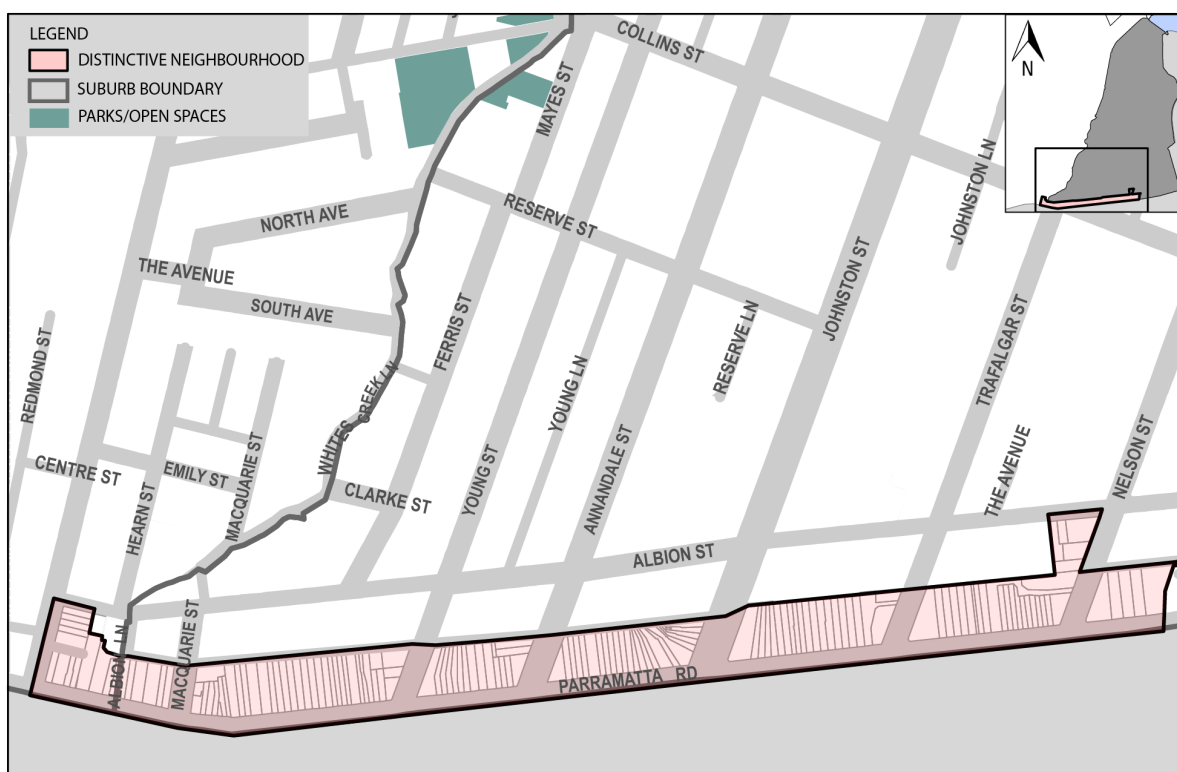 LEGEND
DISTINCTIVE NEIGHBOURHOOD
SUBURB BOUNDARY
PARKS/OPEN SPACES
N
COLLINS ST
MAYES ST
JOHNSTON LN
NORTH AVE
RESERVE ST
THE AVENUE
SOUTH AVE
JOHNSTON ST
FERRIS ST
RESERVE LN
TRAFALGAR ST
REDMOND ST
YOUNG LN
WHITES CREEK LN
CENTRE ST
EMILY ST
MACQUARIE ST
CLARKE ST
YOUNG ST
ANNANDALE ST
THE AVENUE
NELSON ST
HEARN ST
ALBION ST
ALBION LN
MACQUARIE ST
PARRAMATTA RD